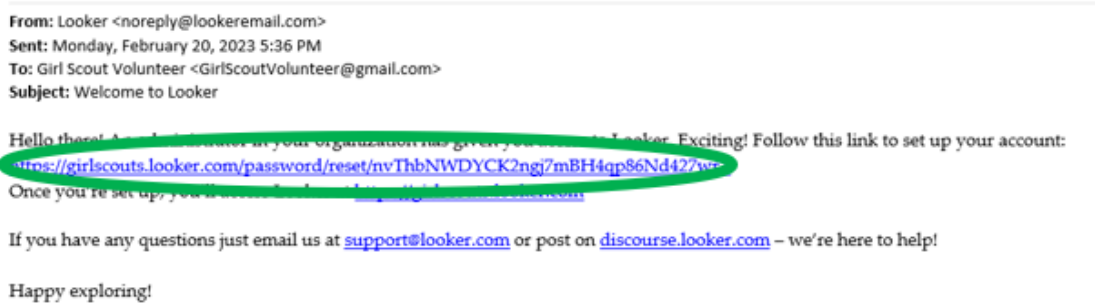 From: Looker <noreply@lookeremail.com>
Sent: Monday, February 20, 2023 5:36 PM
To: Girl Scout Volunteer <GirlScoutVolunteer@gmail.com>
Subject: Welcome to Looker
Hello there! An administrator in your organization has given you to Looker. Exciting! Follow this link to set up your account:
https://girlscouts.looker.com/password/reset/nvThbNWDYCK2ngj7mBH4qp86Nd427w
Once you're set up, you'll
If you have any questions just email us at support@looker.com or post on discourse.looker.com – we're here to help!
Happy exploring!